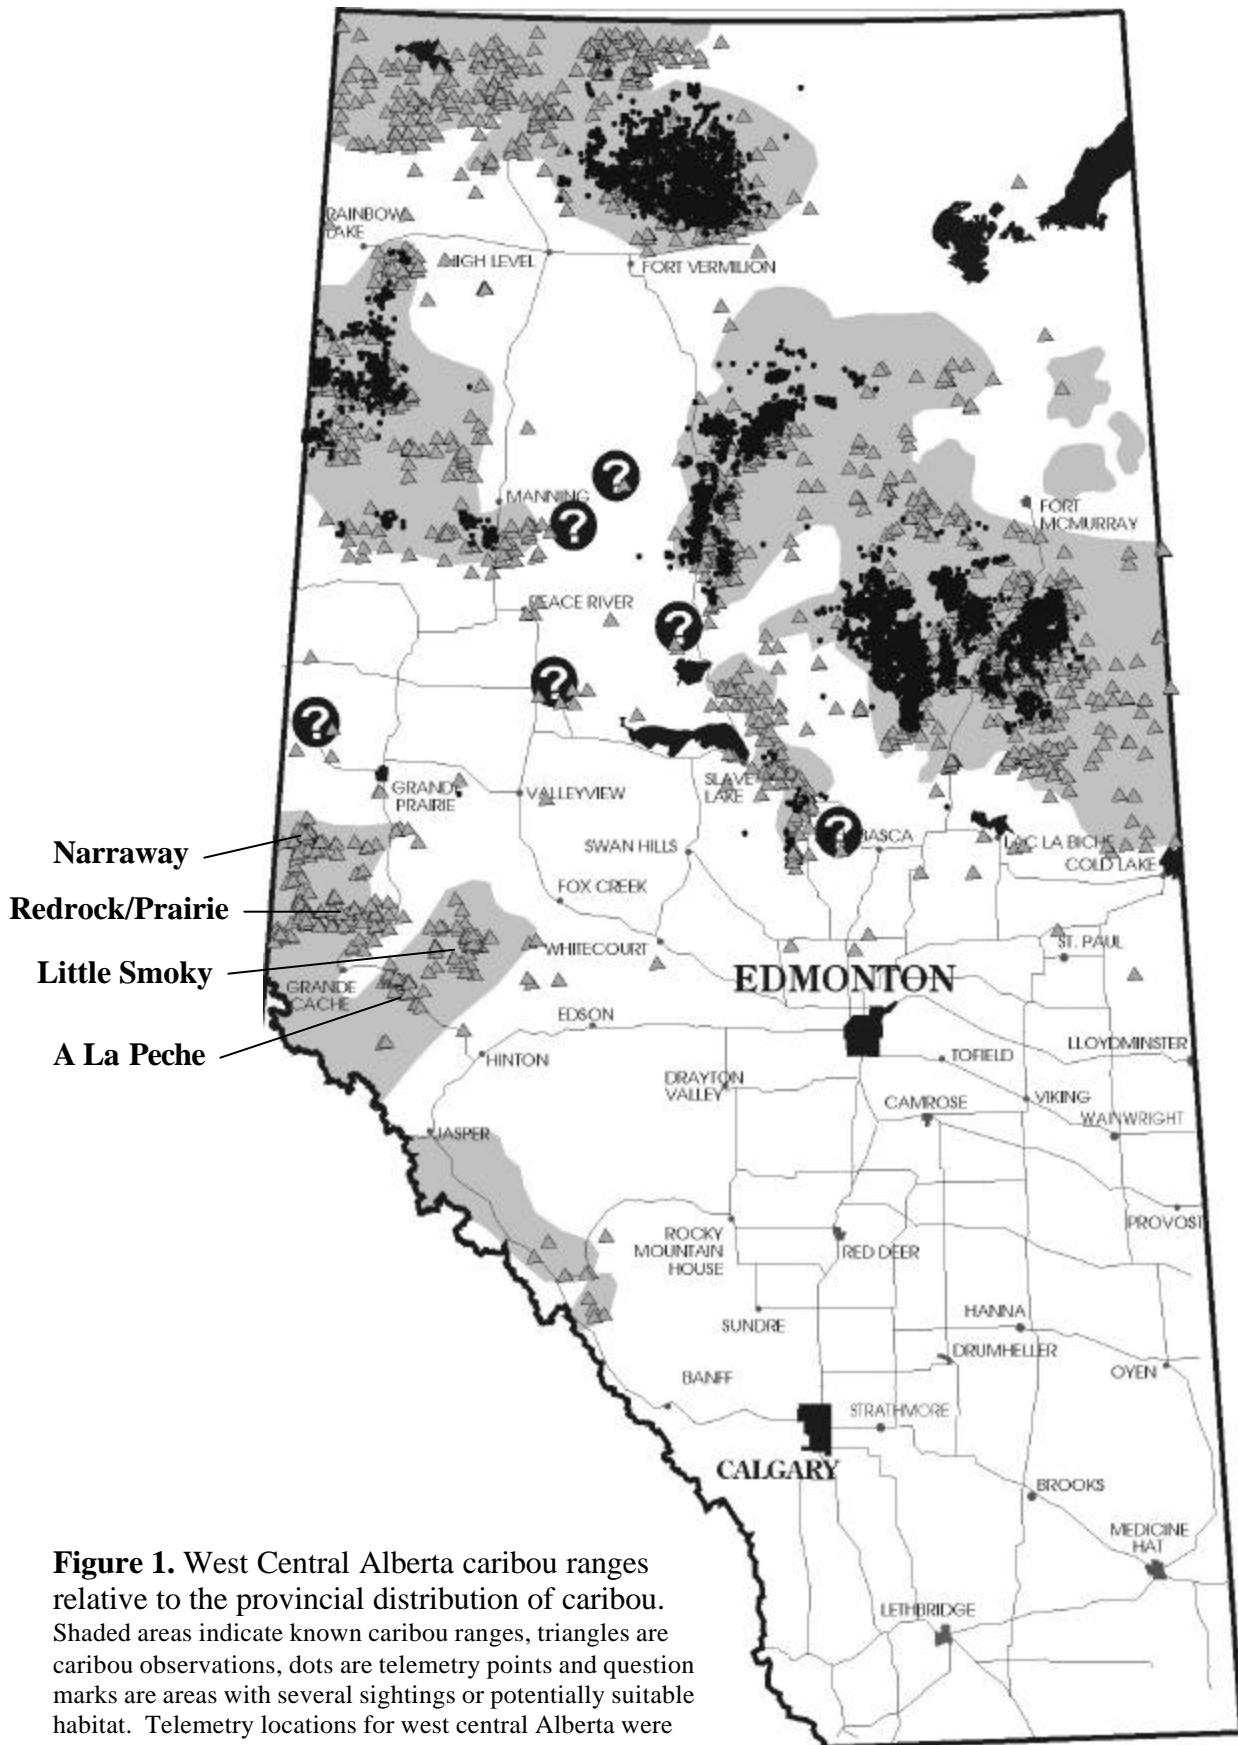 RAINBOW
LAKE
HIGH LEVEL
FORT VERMILION
?
MANNING
?
FORT
MCMURRAY
PEACE RIVER
?
?
?
GRANDE
PRAIRIE
VALLEYVIEW
SLAVE
LAKE
?
LAC LA BICHE
COLD LAKE
SWAN HILLS
Narraway
FOX CREEK
Redrock/Prairie
WHITECOURT
ST. PAUL
Little Smoky
EDMONTON
GRANDE
CACHE
EDSON
A La Peche
HINTON
TOFIELD
LLOYDMINSTER
DRAYTON
VALLEY
CAMROSE
VIKING
WAINWRIGHT
JASPER
PROVOST
ROCKY
MOUNTAIN
HOUSE
RED DEER
SUNDRE
HANNA
DRUMHELLER
OYEN
BANFF
STRATHMORE
CALGARY
BROOKS
MEDICINE
HAT
LETHBRIDGE
Figure 1. West Central Alberta caribou ranges
relative to the provincial distribution of caribou.
Shaded areas indicate known caribou ranges, triangles are
caribou observations, dots are telemetry points and question
marks are areas with several sightings or potentially suitable
habitat. Telemetry locations for west central Alberta were